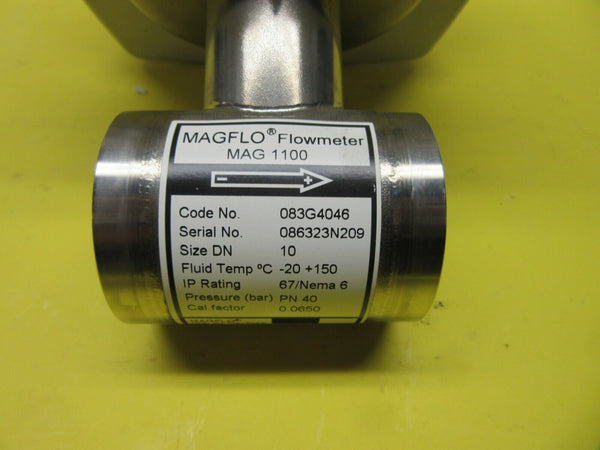 MAGFLO® Flowmeter
MAG 1100
- +
Code No. 083G4046
Serial No. 086323N209
Size DN 10
Fluid Temp ºC -20 +150
IP Rating 67/Nema 6
Pressure (bar) PN 40
Cal factor 0.0650
MAGFLO®